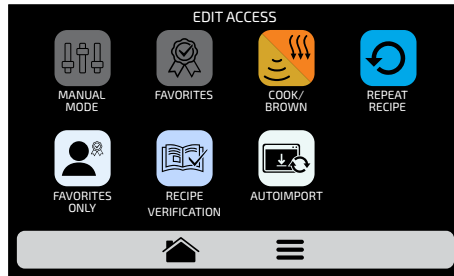 EDIT ACCESS
MANUAL
MODE
FAVORITES
COOK/
BROWN
REPEAT
RECIPE
FAVORITES
ONLY
RECIPE
VERIFICATION
AUTOIMPORT